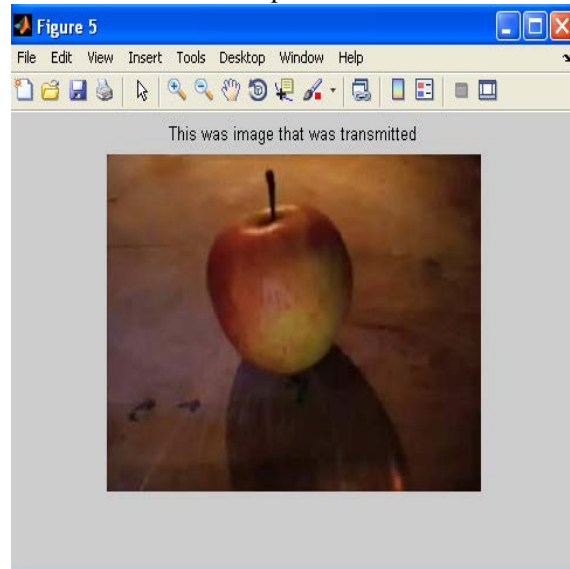 Figure 5
File Edit View Insert Tools Desktop Window Help
This was image that was transmitted